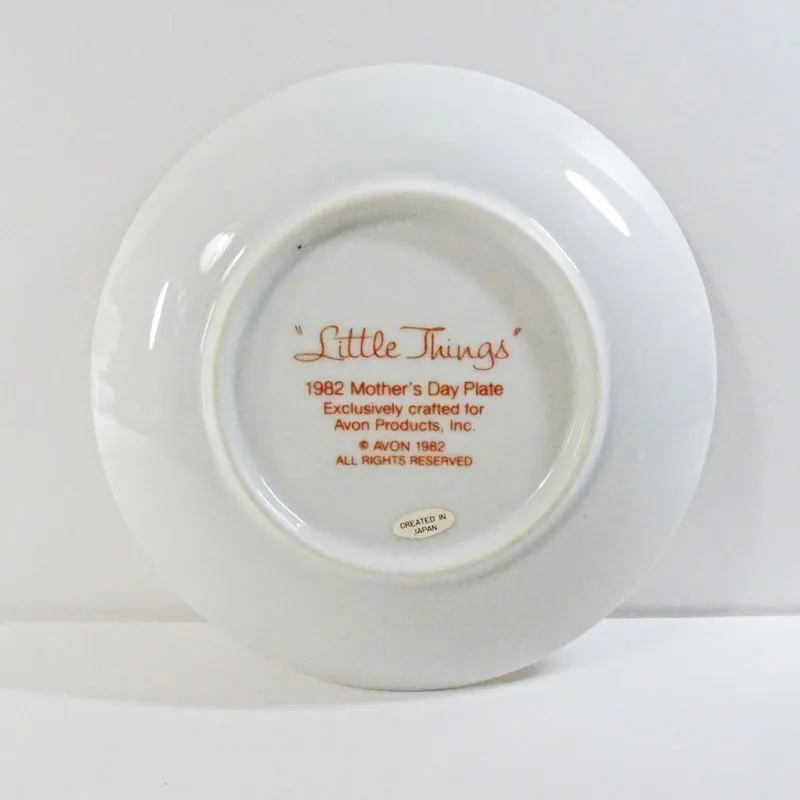 "Little Things"
1982 Mother's Day Plate
Exclusively crafted for
Avon Products, Inc.
© AVON 1982
ALL RIGHTS RESERVED
CREATED IN
JAPAN